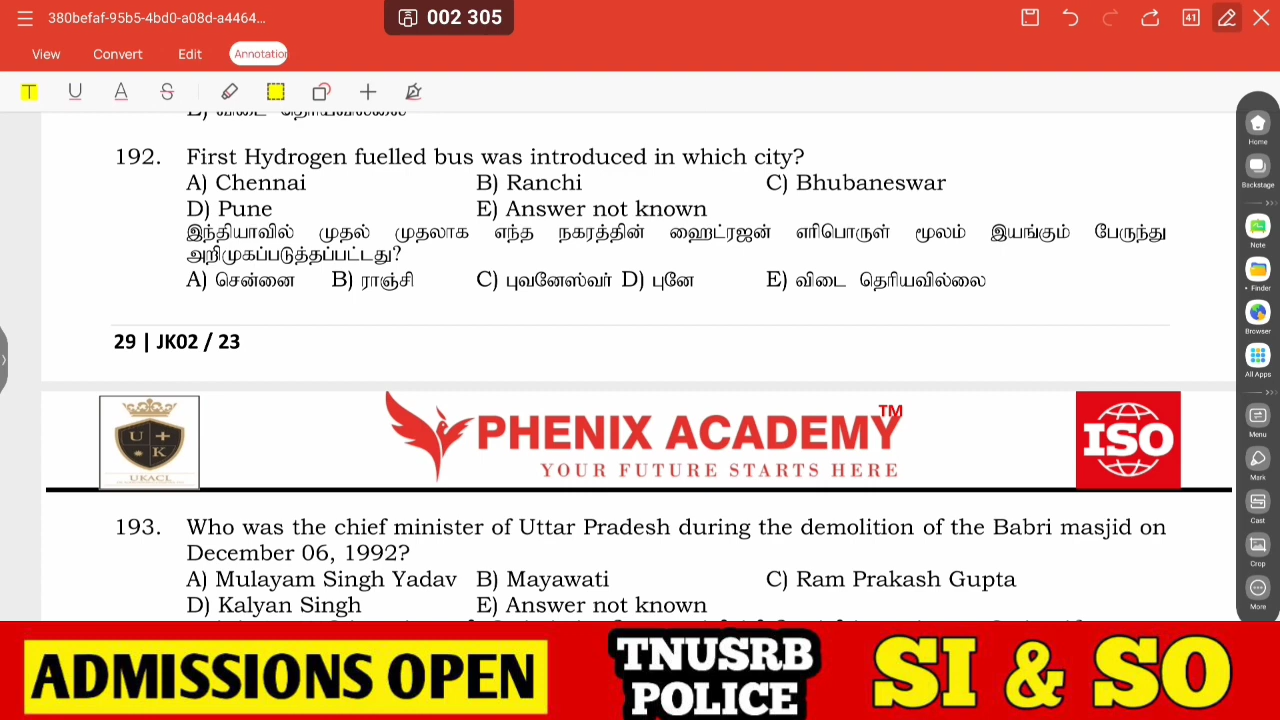 380befaf-95b5-4bd0-a08d-a4464...
002 305
41
View Convert Edit Annotation
T U A S
E) விடை தெரியவில்லை
192. First Hydrogen fuelled bus was introduced in which city?
A) Chennai B) Ranchi C) Bhubaneswar
D) Pune E) Answer not known
இந்தியாவில் முதல் முதலாக எந்த நகரத்தின் ஹைட்ரஜன் எரிபொருள் மூலம் இயங்கும் பேருந்து
அறிமுகப்படுத்தப்பட்டது?
A) சென்னை B) ராஞ்சி C) புவனேஸ்வர் D) புனே E) விடை தெரியவில்லை
29 | JK02 / 23
U + K
UKACL
PHENIX ACADEMY TM
YOUR FUTURE STARTS HERE
ISO
193. Who was the chief minister of Uttar Pradesh during the demolition of the Babri masjid on
December 06, 1992?
A) Mulayam Singh Yadav B) Mayawati C) Ram Prakash Gupta
D) Kalyan Singh E) Answer not known
Home
Backstage
Note
Finder
Browser
All Apps
Menu
Mark
Cast
Crop
More
ADMISSIONS OPEN
TNUSRB
POLICE
SI & SO